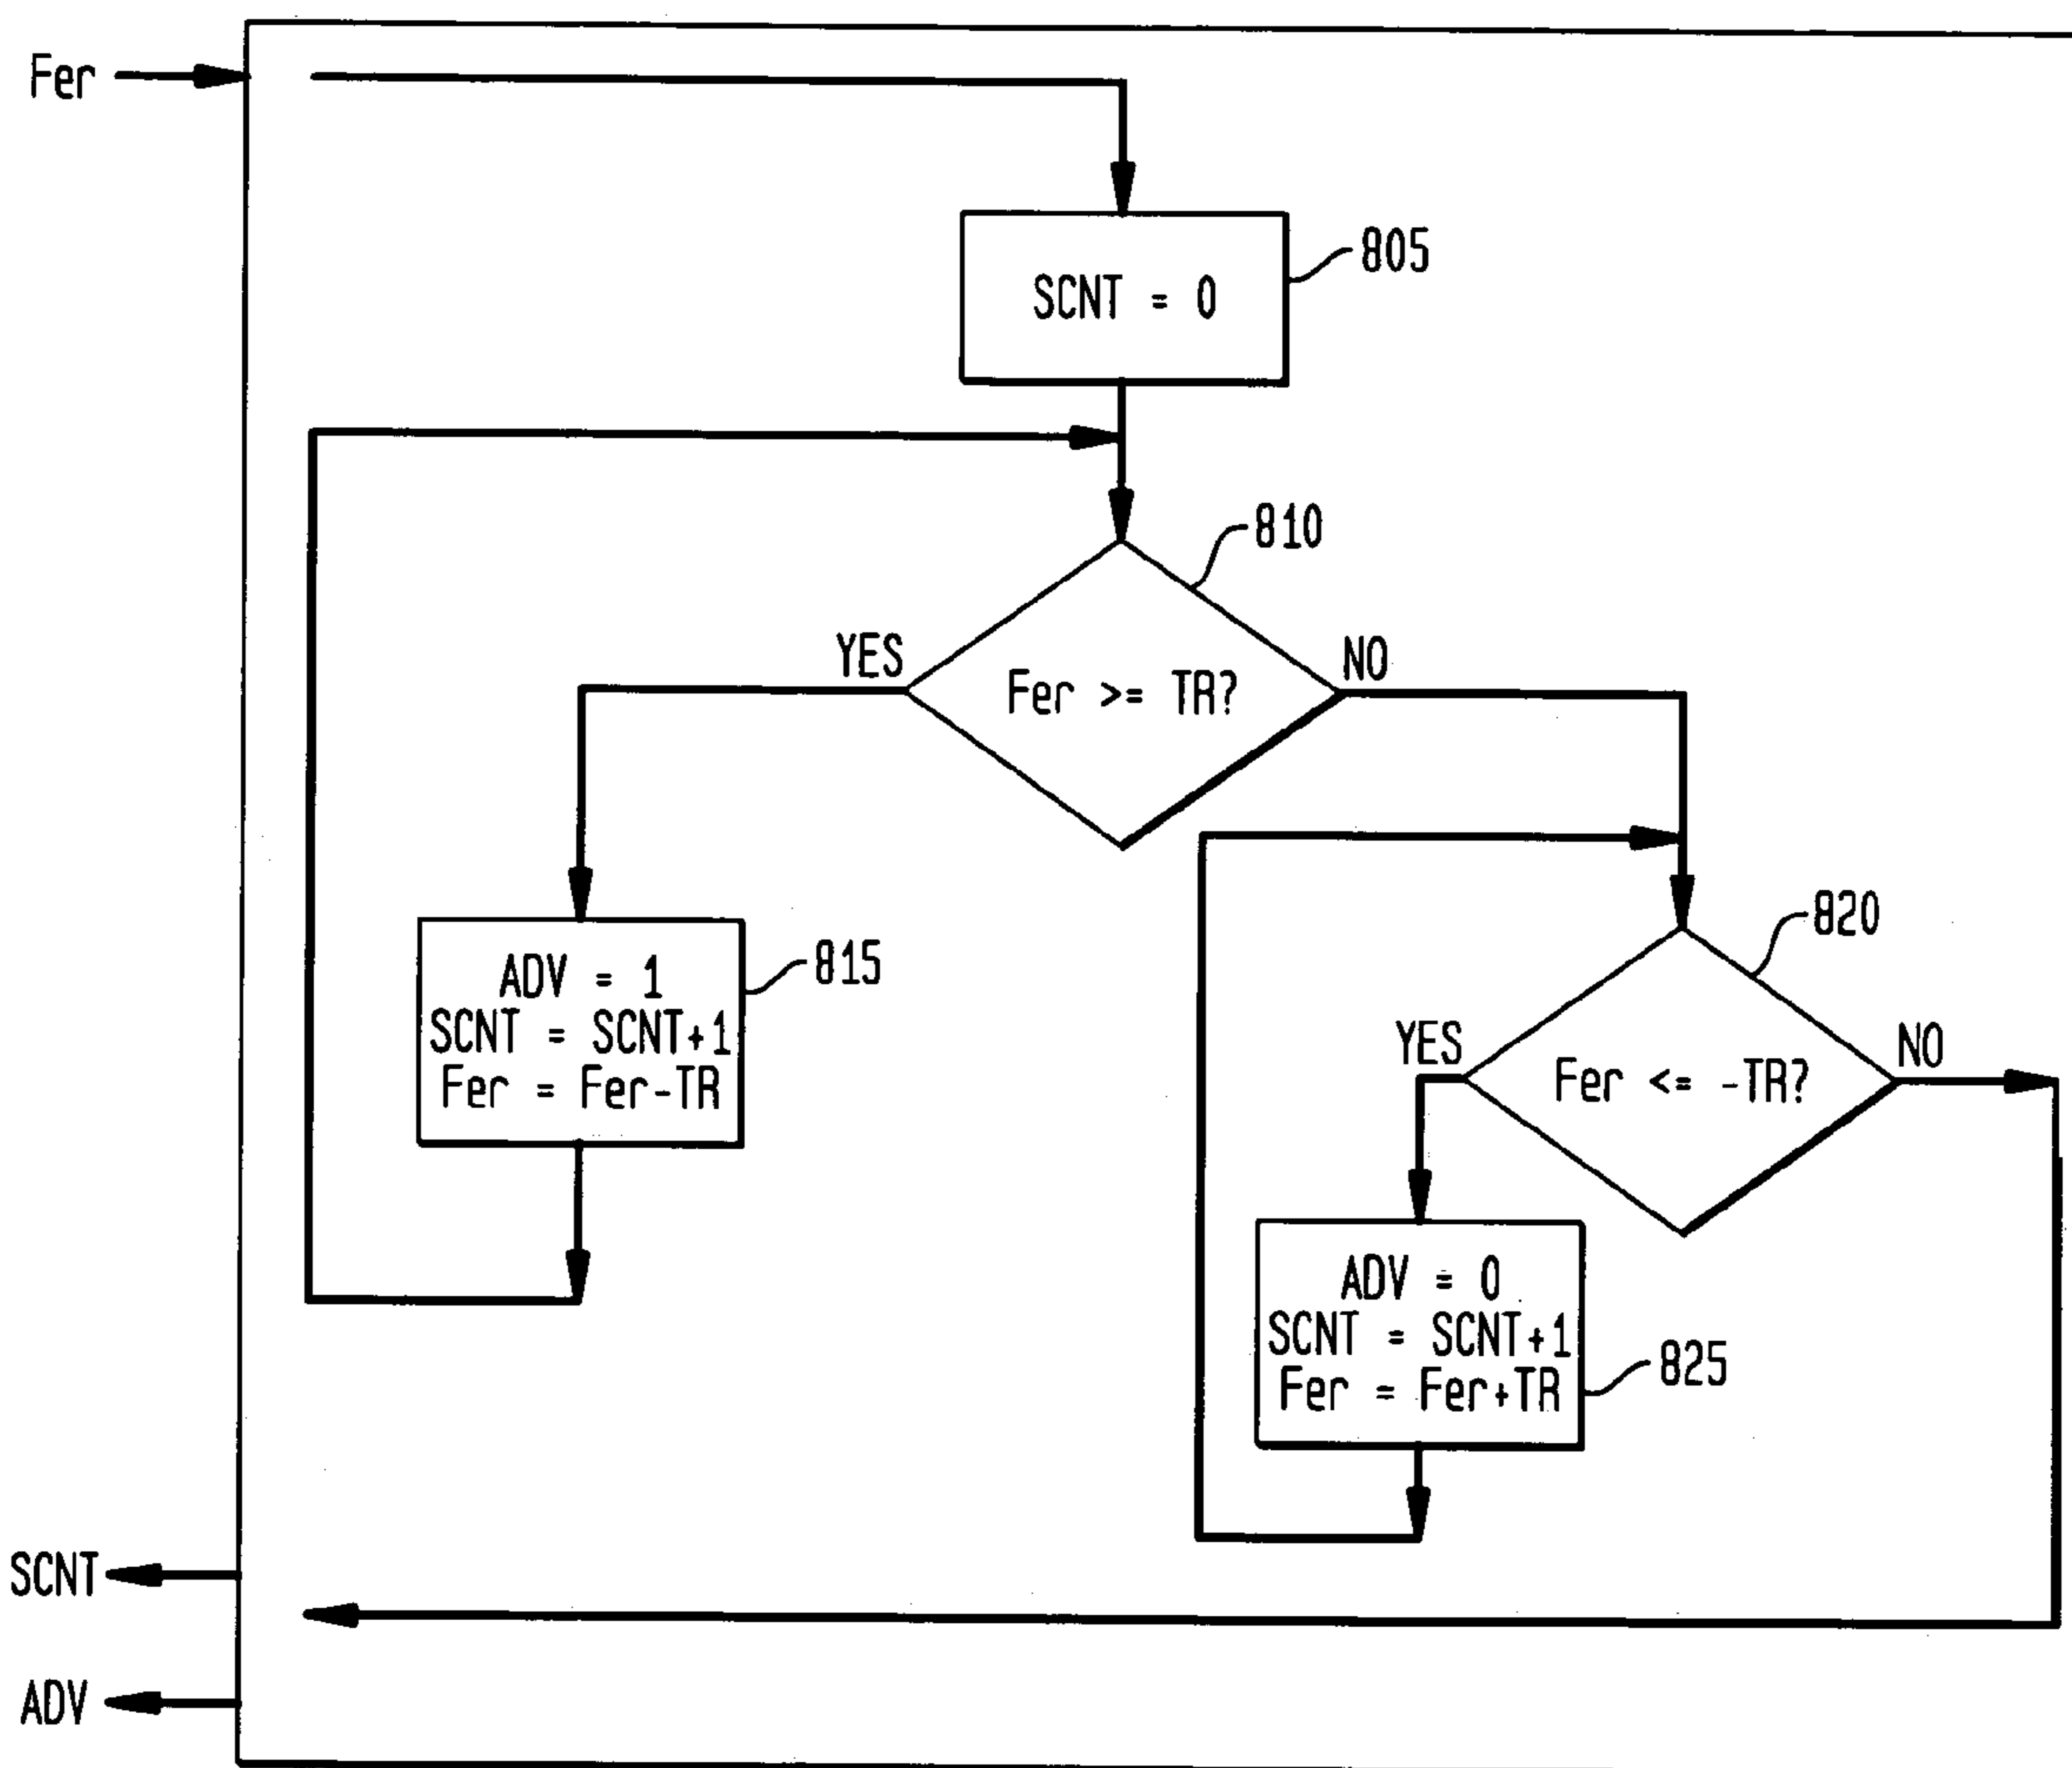 Fer
805
SCNT = 0
810
YES
NO
Fer >= TR?
820
815
ADV = 1
SCNT = SCNT+1
Fer = Fer-TR
YES
NO
Fer <= -TR?
ADV = 0
SCNT = SCNT+1
Fer = Fer+TR
825
SCNT
ADV